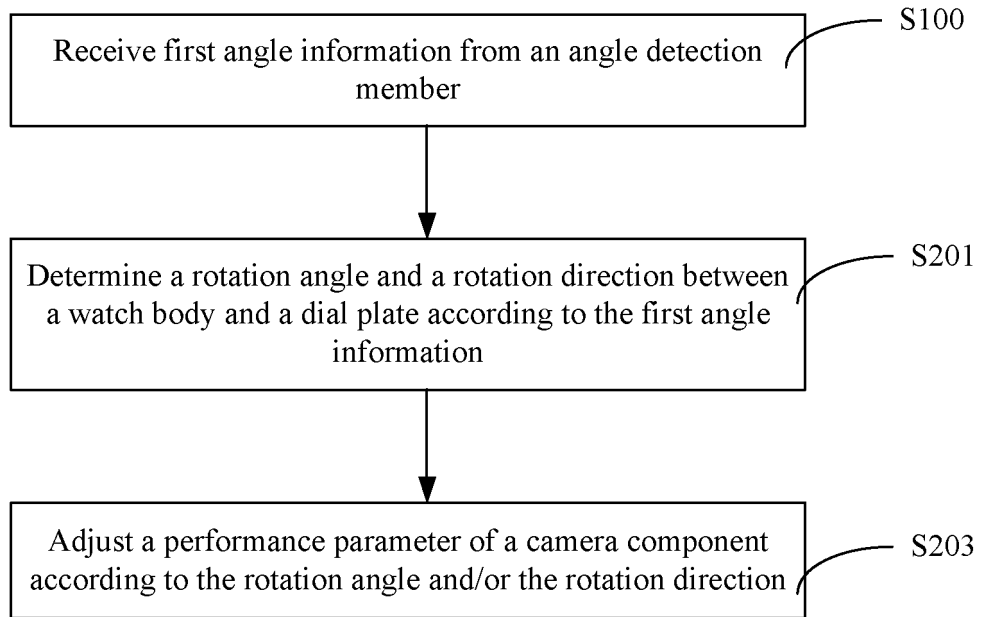 Receive first angle information from an angle detection
member
S100
Determine a rotation angle and a rotation direction between
a watch body and a dial plate according to the first angle
information
S201
Adjust a performance parameter of a camera component
according to the rotation angle and/or the rotation direction
S203